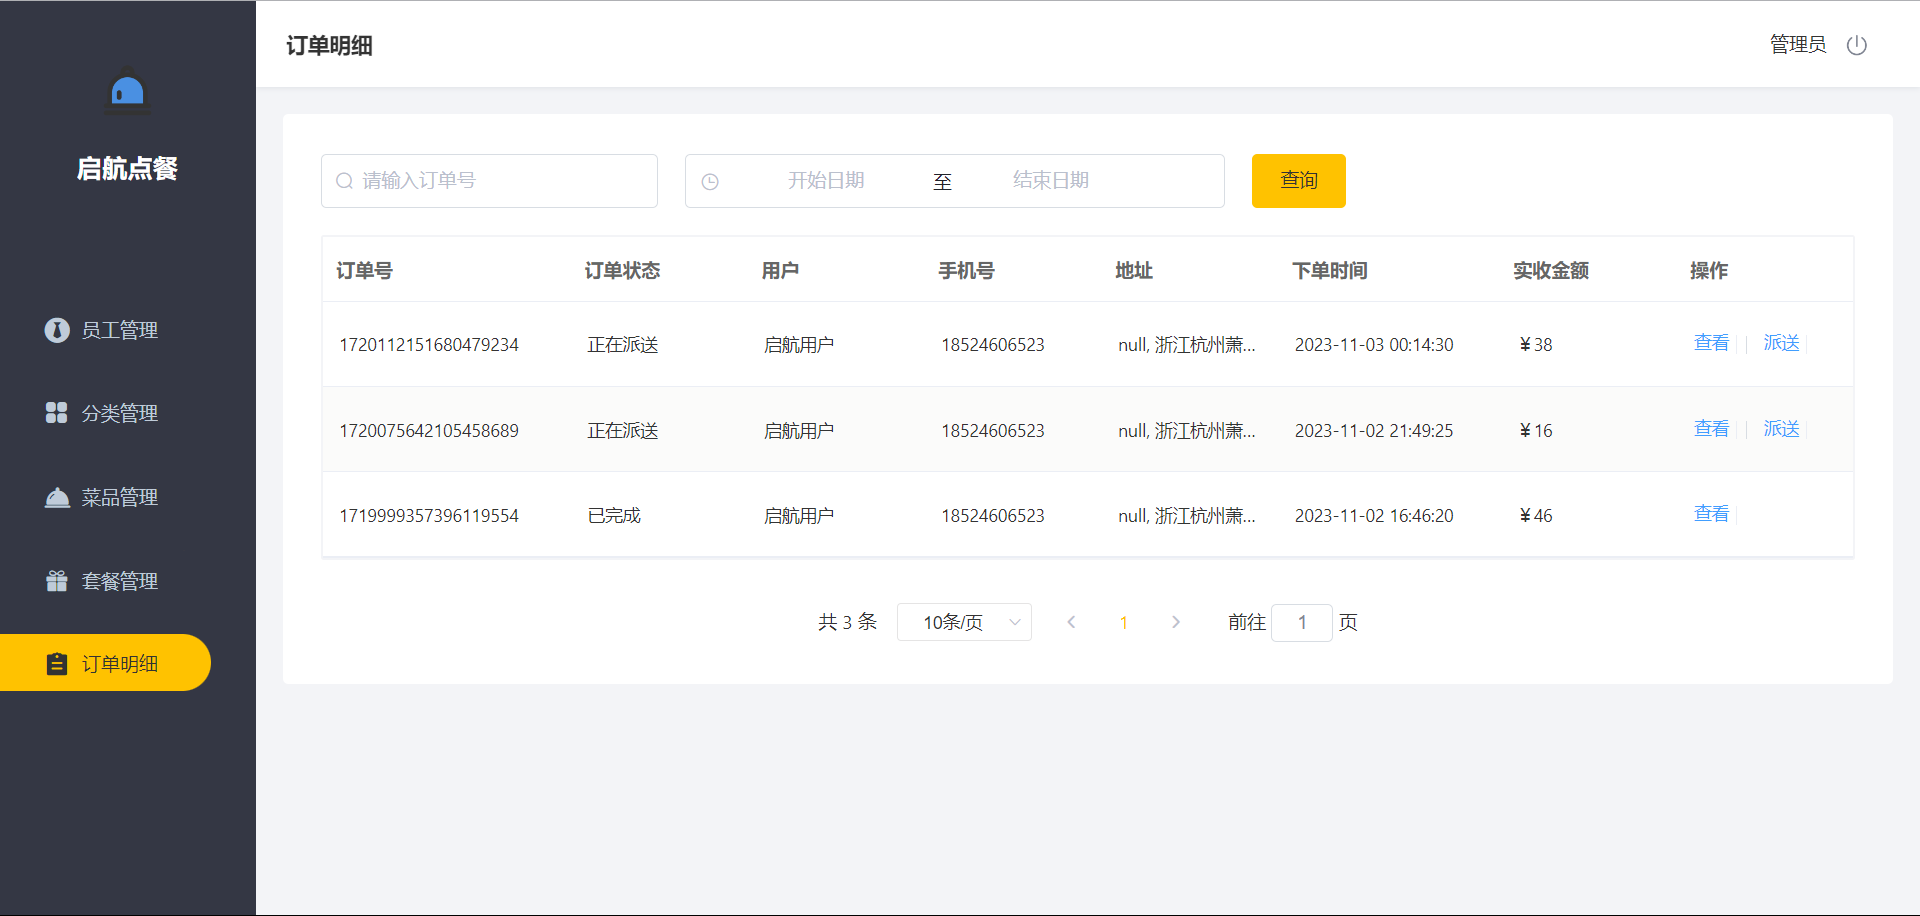 订单明细
管理员
启航点餐
员工管理
分类管理
菜品管理
套餐管理
订单明细
请输入订单号 开始日期 至 结束日期 查询
订单号 订单状态 用户 手机号 地址 下单时间 实收金额 操作
1720112151680479234 正在派送 启航用户 18524606523 null, 浙江杭州萧... 2023-11-03 00:14:30 ￥38 查看 派送
1720075642105458689 正在派送 启航用户 18524606523 null, 浙江杭州萧... 2023-11-02 21:49:25 ￥16 查看 派送
1719999357396119554 已完成 启航用户 18524606523 null, 浙江杭州萧... 2023-11-02 16:46:20 ￥46 查看
共 3 条 10条/页 1 前往 1 页